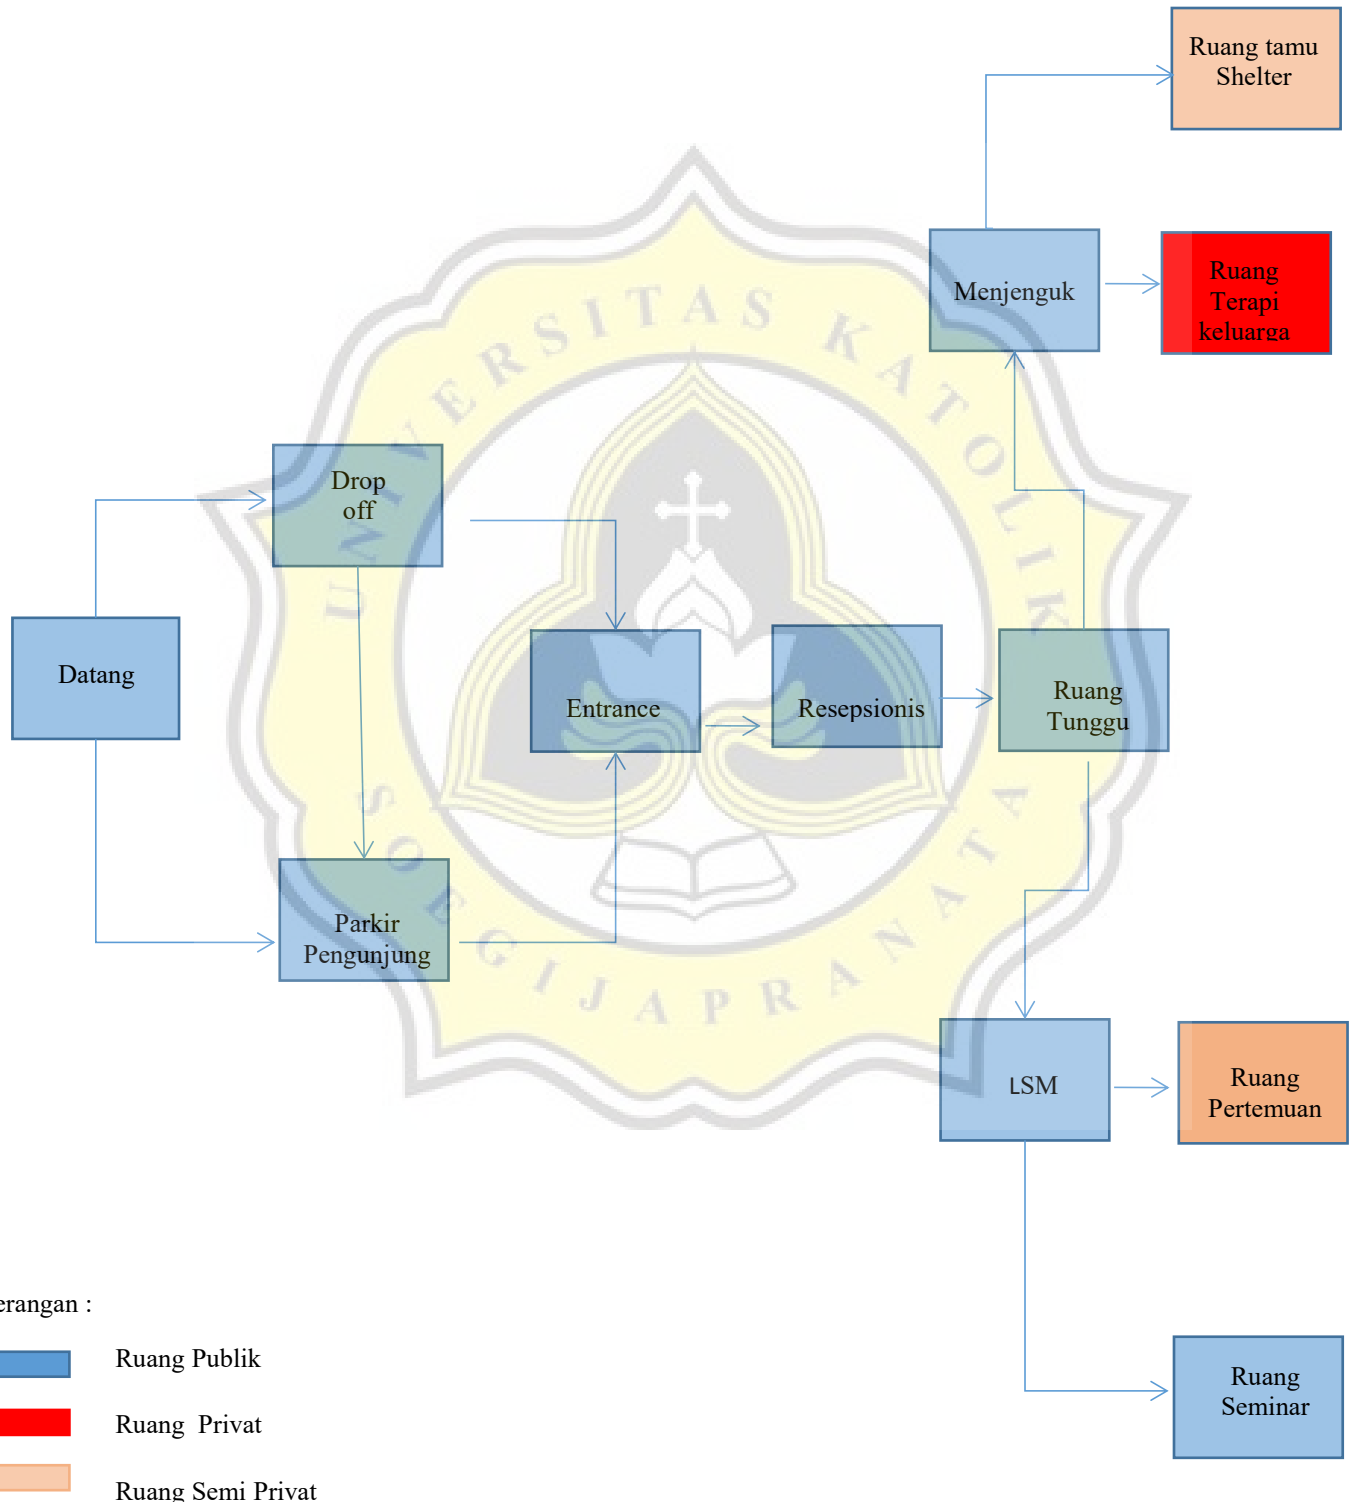 Ruang tamu
Shelter
Menjenguk
Ruang
Terapi
keluarga
Drop
off
Datang
Entrance
Resepsionis
Ruang
Tunggu
Parkir
Pengunjung
LSM
Ruang
Pertemuan
Ruang
Seminar
erangan :
Ruang Publik
Ruang  Privat
Ruang Semi Privat
UNIVERSITAS KATOLIK
SOEGIJAPRANATA